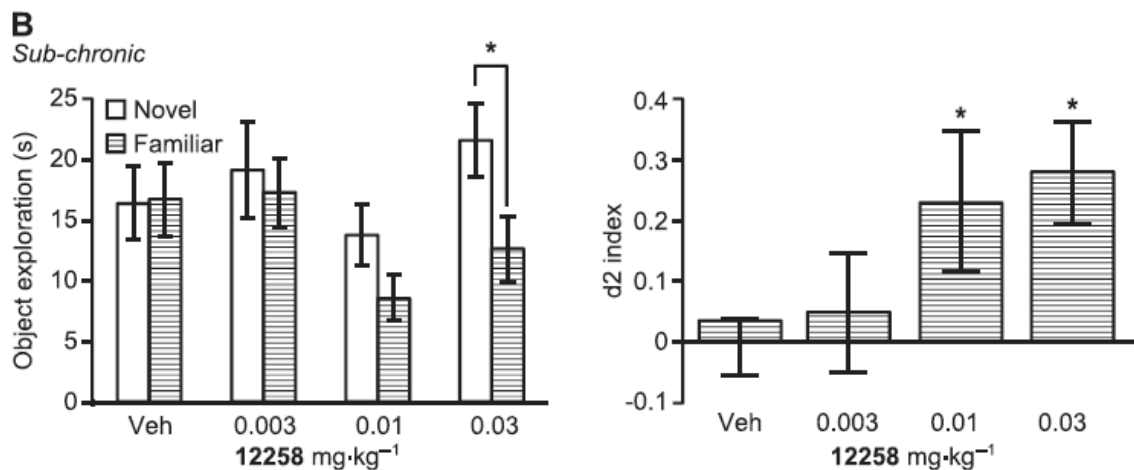 B
Sub-chronic
*
25
20
15
10
5
0
Object exploration (s)
Novel
Familiar
Veh 0.003 0.01 0.03
12258 mg·kg⁻¹
* *
0.4
0.3
0.2
0.1
0
-0.1
d2 index
Veh 0.003 0.01 0.03
12258 mg·kg⁻¹